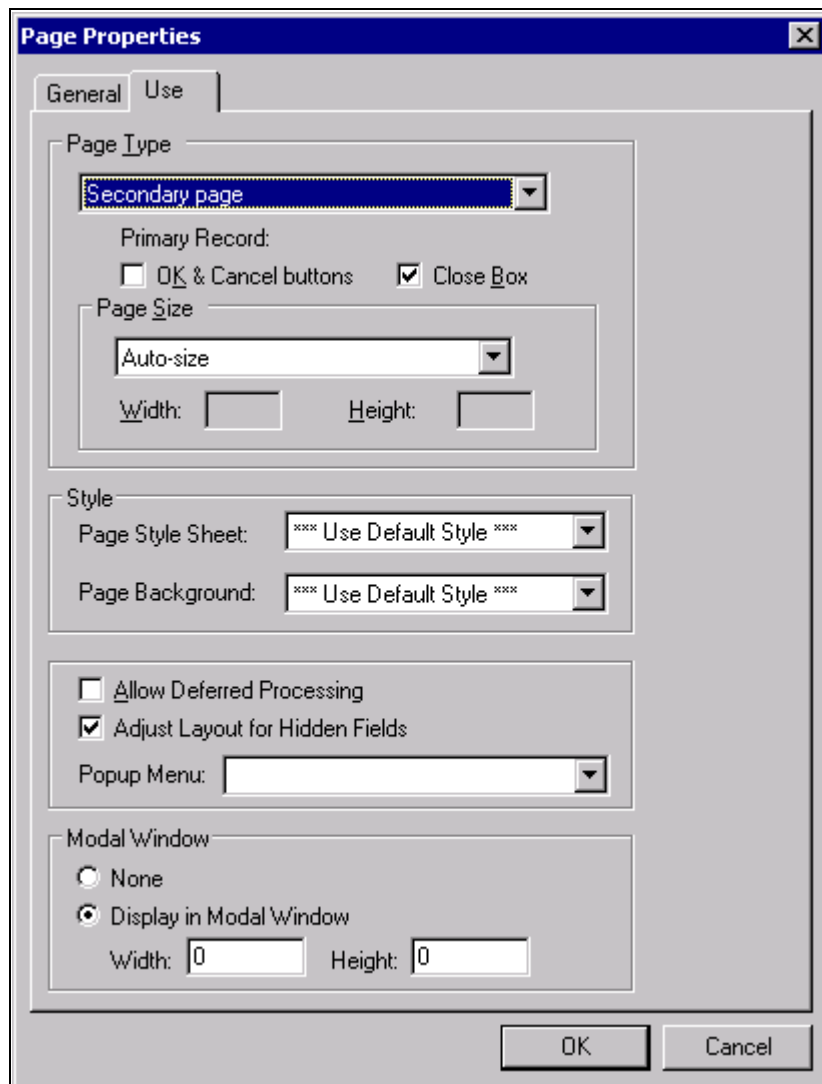 Page Properties
General Use
Page Type
Secondary page
Primary Record:
OK & Cancel buttons Close Box
Page Size
Auto-size
Width: Height:
Style
Page Style Sheet: *** Use Default Style ***
Page Background: *** Use Default Style ***
Allow Deferred Processing
Adjust Layout for Hidden Fields
Popup Menu:
Modal Window
None
Display in Modal Window
Width: 0 Height: 0
OK Cancel